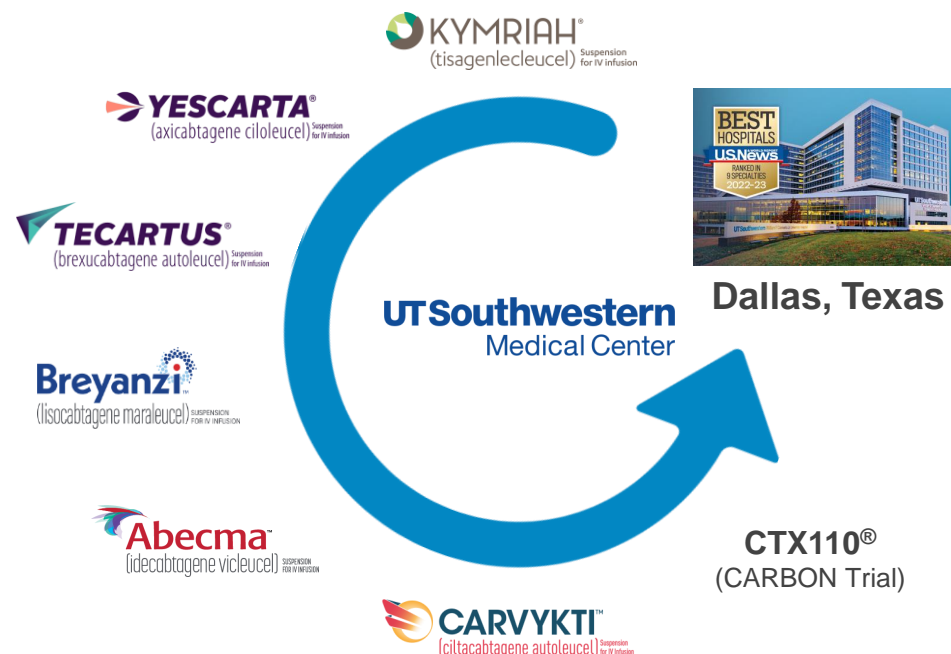 KYMRIAH®
(tisagenlecleucel) Suspension for IV infusion
YESCARTA®
(axicabtagene ciloleucel) Suspension for IV infusion
BEST
HOSPITALS
U.S.News
RANKED IN
9 SPECIALTIES
2022-23
UTSouthwestern
TECARTUS®
(brexucabtagene autoleucel) Suspension for IV infusion
Dallas, Texas
UTSouthwestern
Medical Center
Breyanzi™
(lisocabtagene maraleucel) SUSPENSION FOR IV INFUSION
Abecma™
(idecabtagene vicleucel) SUSPENSION FOR IV INFUSION
CTX110®
(CARBON Trial)
CARVYKTI™
(ciltacabtagene autoleucel) Suspension for IV infusion